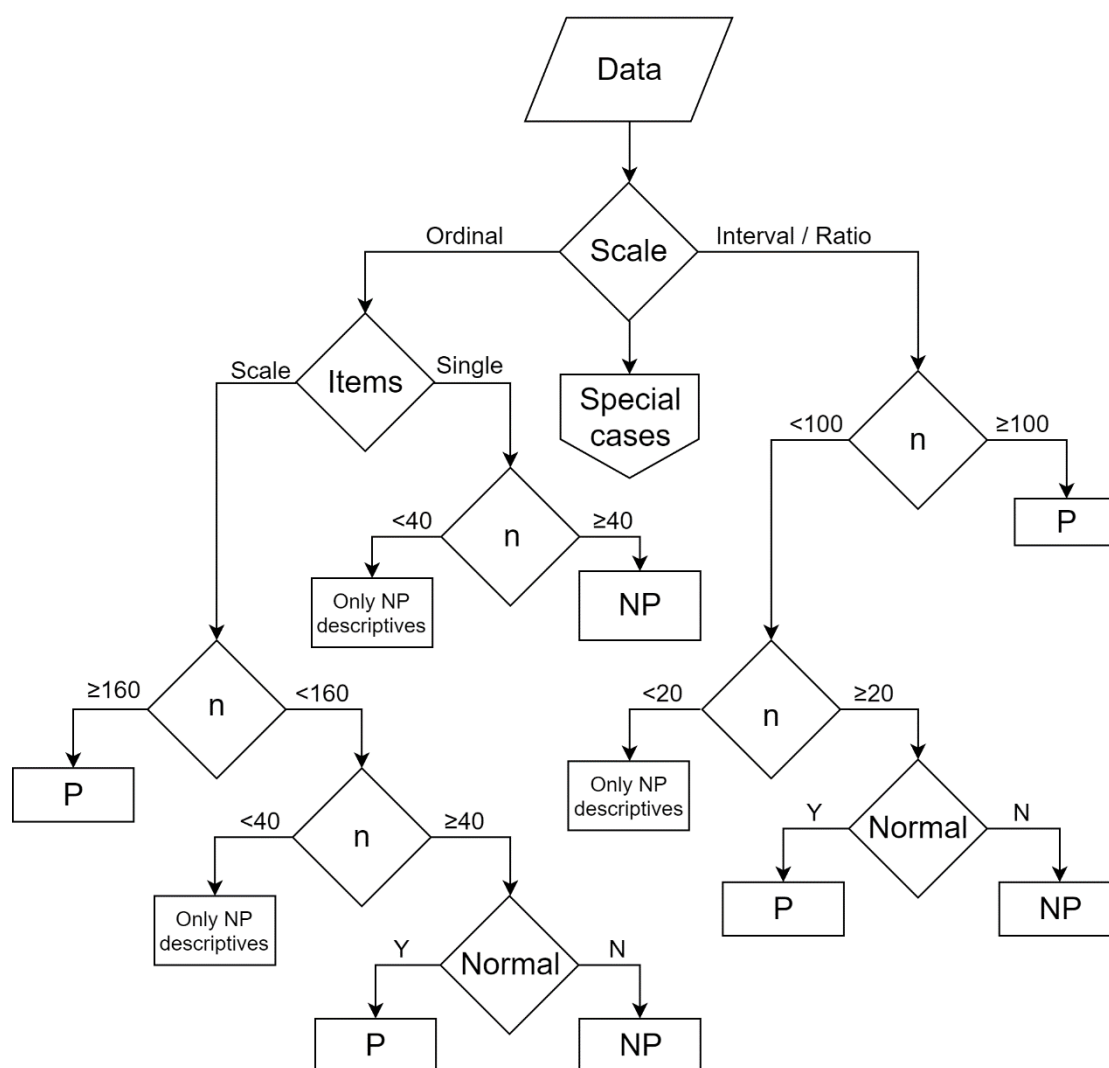 Data
Ordinal
Scale
Interval / Ratio
Scale
Items
Single
Special
cases
<100
n
≥100
P
<40
n
≥40
Only NP
descriptives
NP
≥160
n
<160
<20
n
≥20
P
Only NP
descriptives
<40
n
≥40
Y
Normal
N
P
NP
Only NP
descriptives
Y
Normal
N
P
NP